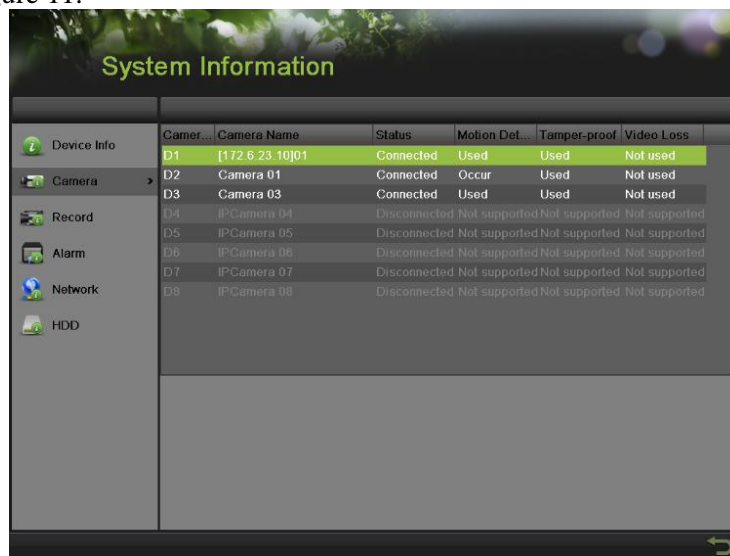 System Information
Device Info
Camera
Record
Alarm
Network
HDD
Camer... Camera Name Status Motion Det... Tamper-proof Video Loss
D1 [172.6.23.10]01 Connected Used Used Not used
D2 Camera 01 Connected Occur Used Not used
D3 Camera 03 Connected Used Used Not used
D4 IPCamera 04 Disconnected Not supported Not supported Not supported
D5 IPCamera 05 Disconnected Not supported Not supported Not supported
D6 IPCamera 06 Disconnected Not supported Not supported Not supported
D7 IPCamera 07 Disconnected Not supported Not supported Not supported
D8 IPCamera 08 Disconnected Not supported Not supported Not supported